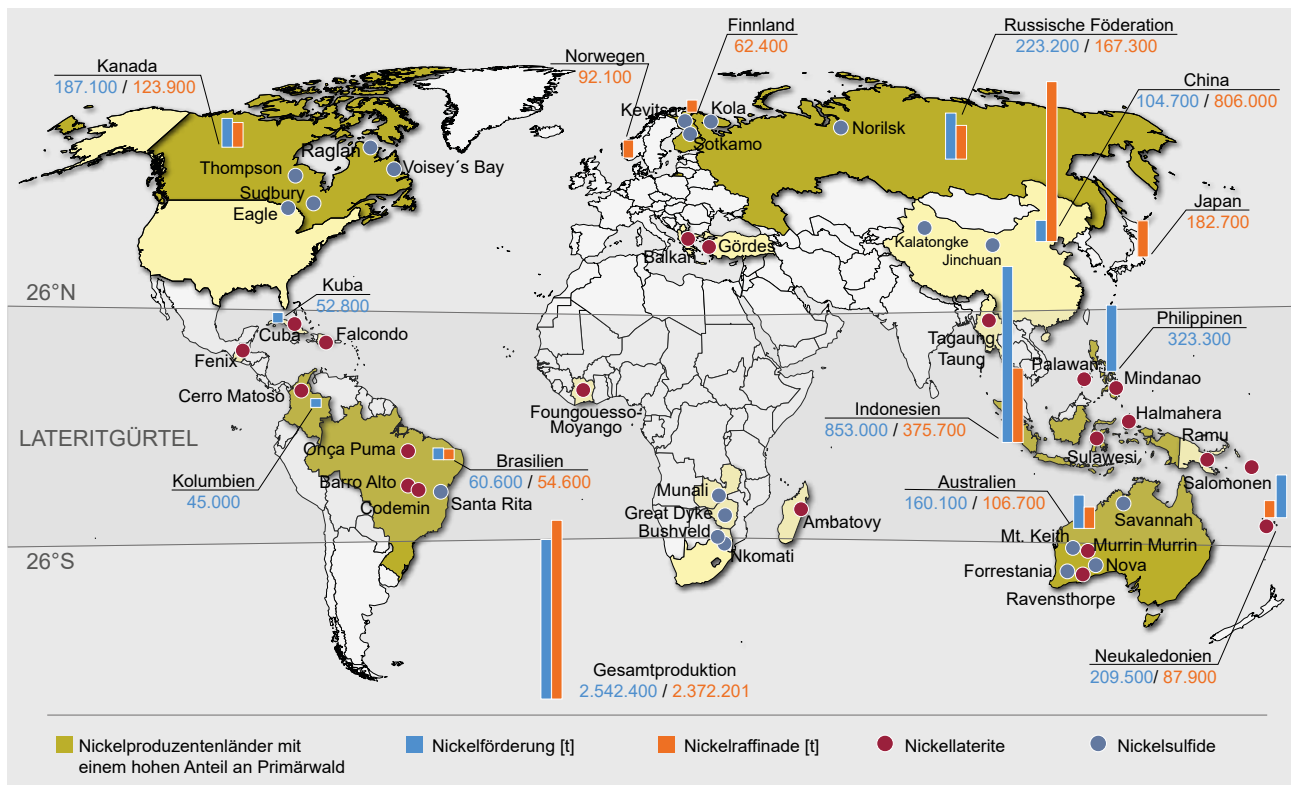 Finnland
62.400
Russische Föderation
223.200 / 167.300
Norwegen
92.100
Kanada
187.100 / 123.900
China
104.700 / 806.000
Kevitsa
Kola
Sotkamo
Norilsk
Raglan
Thompson
Voisey´s Bay
Sudbury
Eagle
Japan
182.700
Balkan
Gördes
Kalatongke
Jinchuan
26°N
Kuba
52.800
Cuba
Falcondo
Fenix
Cerro Matoso
Tagaung
Taung
Philippinen
323.300
Palawan
Mindanao
Foungouesso-
Moyango
Indonesien
853.000 / 375.700
Halmahera
Ramu
Sulawesi
Salomonen
LATERITGÜRTEL
Onça Puma
Kolumbien
45.000
Barro Alto
Codemin
Brasilien
60.600 / 54.600
Santa Rita
Munali
Great Dyke
Bushveld
Nkomati
Ambatovy
Australien
160.100 / 106.700
Savannah
Mt. Keith
Murrin Murrin
Nova
Forrestania
Ravensthorpe
26°S
Neukaledonien
209.500/ 87.900
Gesamtproduktion
2.542.400 / 2.372.201
Nickelproduzentenländer mit
einem hohen Anteil an Primärwald
Nickelförderung [t]
Nickelraffinade [t]
Nickellaterite
Nickelsulfide